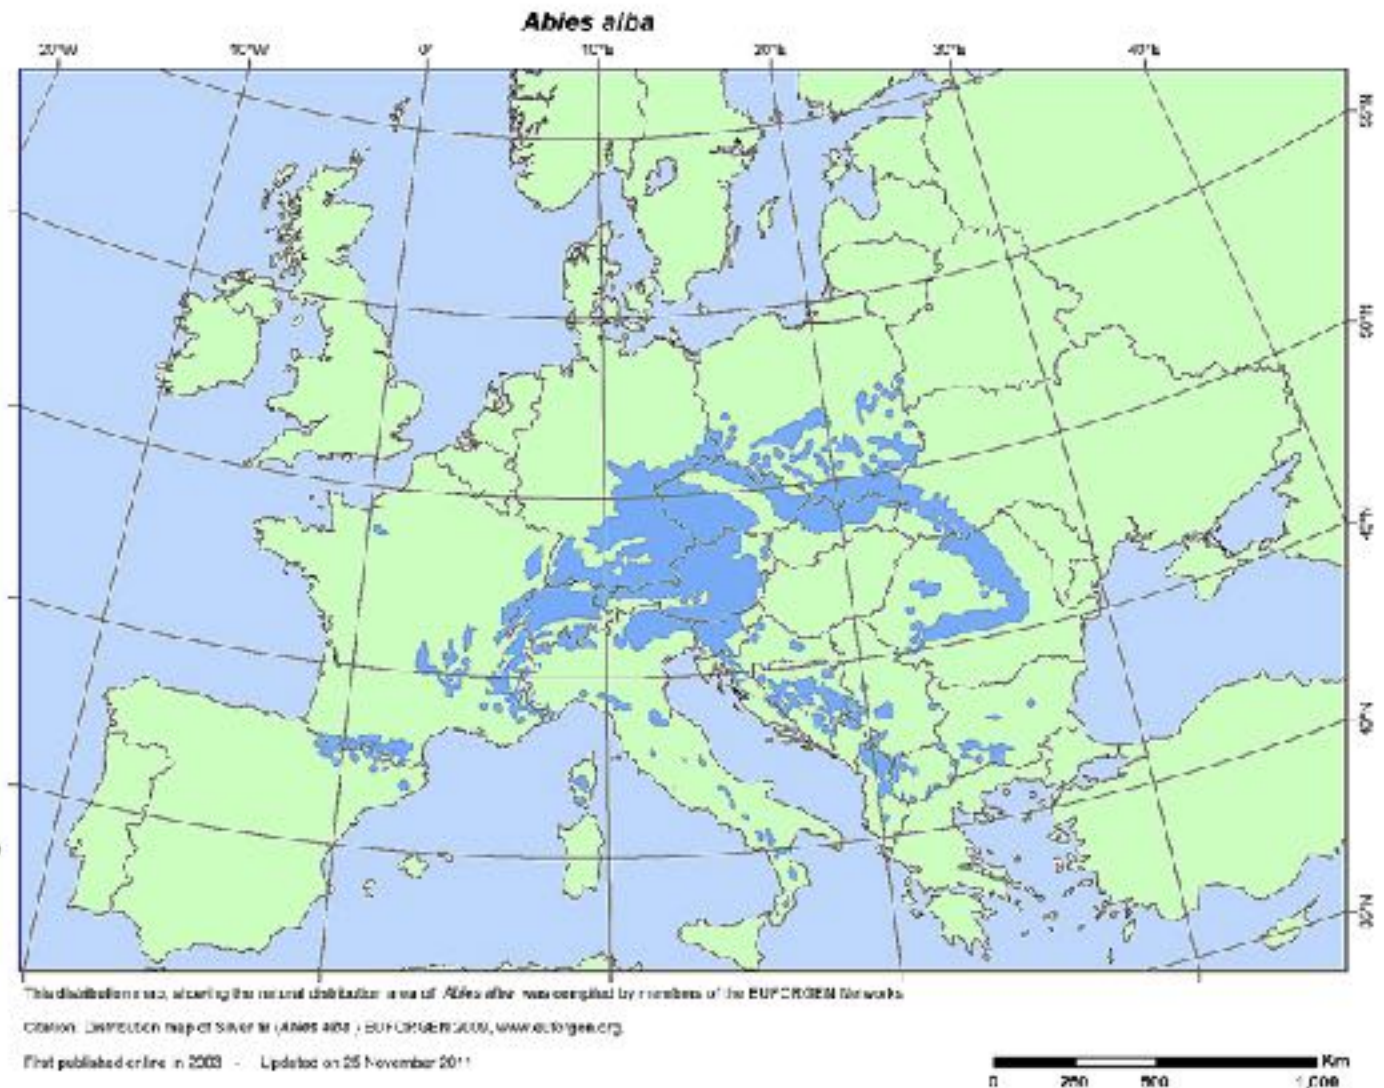 Abies alba
20°W 10°W 0° 10°E 20°E 30°E 40°E
55°N
50°N
45°N
40°N
35°N
This distribution map, showing the natural distribution area of Abies alba was compiled by members of the EUFORGEN Networks
Citation: Distribution map of Silver fir (Abies alba) EUFORGEN 2009, www.euforgen.org.
First published online in 2003 - Updated on 25 November 2011
Km
0 250 500 1,000